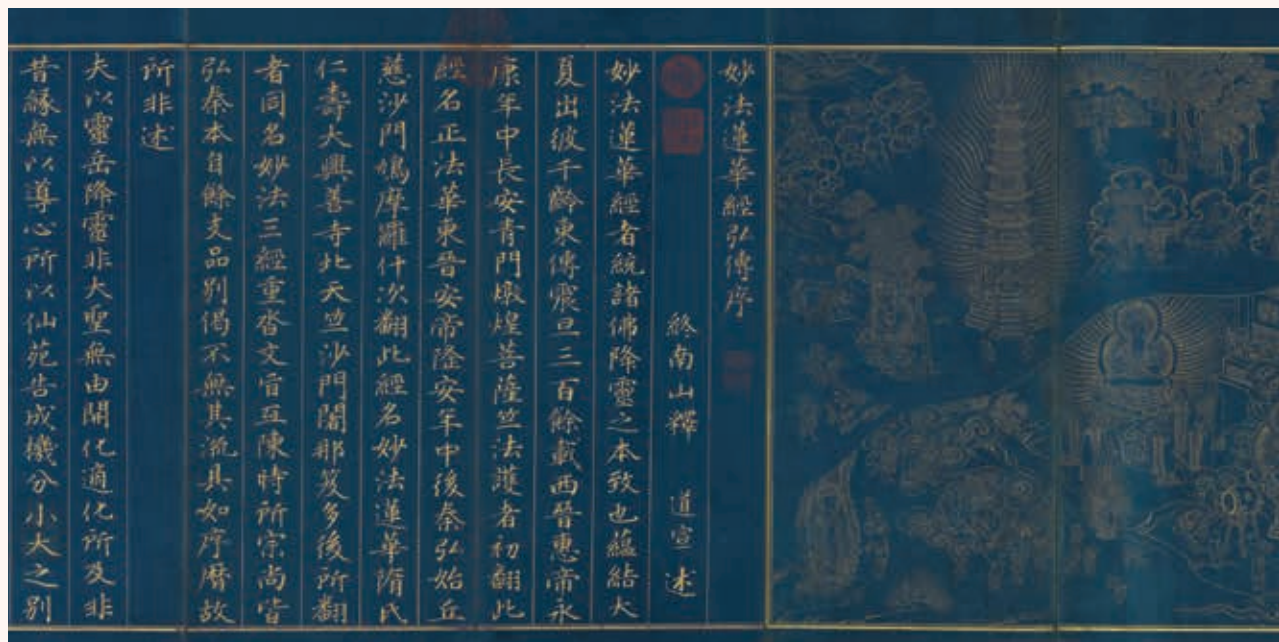 妙法蓮華經弘傳序
終南山釋 道宣 述
妙法蓮華經者統諸佛降靈之本致也蘊結大
夏出彼千齡東傳震旦三百餘載西晉惠帝永
康年中長安青門燉煌菩薩竺法護者初翻此
經名正法華東晉安帝隆安年中後秦弘始丘
慈沙門鳩摩羅什次翻此經名妙法蓮華隋氏
仁壽大興善寺北天竺沙門闍那笈多後所翻
者同名妙法三經重沓文旨互陳時所宗尚皆
弘秦本自餘支品別偈不無其流具如序曆故
所非述
夫以靈岳降靈非大聖無由開化適化所及非
昔緣無以導心所以仙苑告成機分小大之別